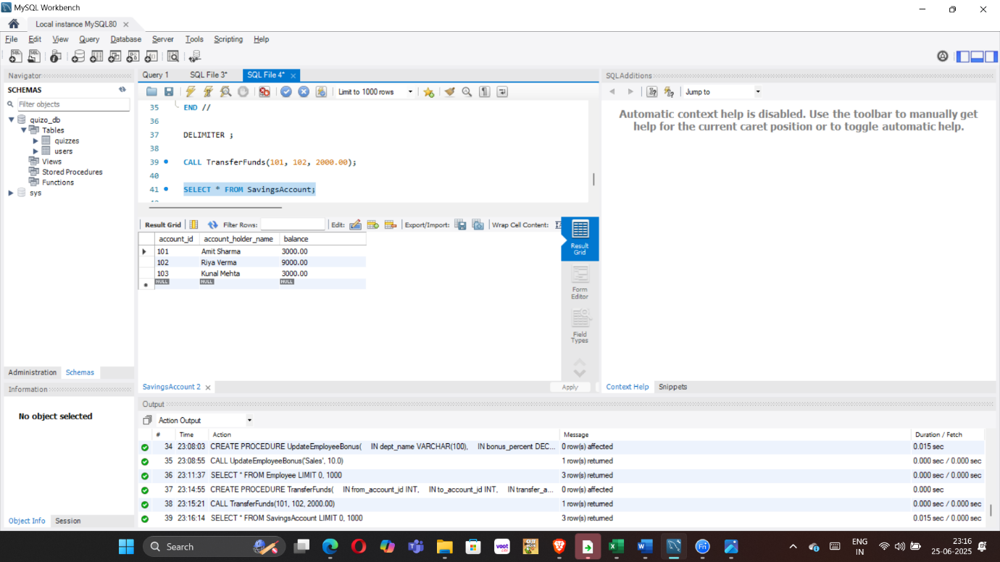 MySQL Workbench
Local instance MySQL80
File Edit View Query Database Server Tools Scripting Help
Navigator
SCHEMAS
Filter objects
quizo_db
Tables
quizzes
users
Views
Stored Procedures
Functions
sys
Administration Schemas
Information
No object selected
Object Info Session
Query 1 SQL File 3* SQL File 4*
Limit to 1000 rows
35 END //
36
37 DELIMITER ;
38
39 CALL TransferFunds(101, 102, 2000.00);
40
41 SELECT * FROM SavingsAccount;
Result Grid Filter Rows: Edit: Export/Import: Wrap Cell Content:
account_id account_holder_name balance
101 Amit Sharma 3000.00
102 Riya Verma 9000.00
103 Kunal Mehta 3000.00
NULL NULL NULL
Result Grid
Form Editor
Field Types
SavingsAccount 2 Apply
SQLAdditions
Jump to
Automatic context help is disabled. Use the toolbar to manually get
help for the current caret position or to toggle automatic help.
Context Help Snippets
Output
Action Output
# Time Action Message Duration / Fetch
34 23:08:03 CREATE PROCEDURE UpdateEmployeeBonus( IN dept_name VARCHAR(100), IN bonus_percent DEC... 0 row(s) affected 0.015 sec
35 23:08:55 CALL UpdateEmployeeBonus('Sales', 10.0) 1 row(s) returned 0.000 sec / 0.000 sec
36 23:11:37 SELECT * FROM Employee LIMIT 0, 1000 3 row(s) returned 0.000 sec / 0.000 sec
37 23:14:55 CREATE PROCEDURE TransferFunds( IN from_account_id INT, IN to_account_id INT, IN transfer_a... 0 row(s) affected 0.000 sec
38 23:15:21 CALL TransferFunds(101, 102, 2000.00) 1 row(s) returned 0.000 sec / 0.000 sec
39 23:16:14 SELECT * FROM SavingsAccount LIMIT 0, 1000 3 row(s) returned 0.015 sec / 0.000 sec
Search
voot
ENG
IN
23:16
25-06-2025